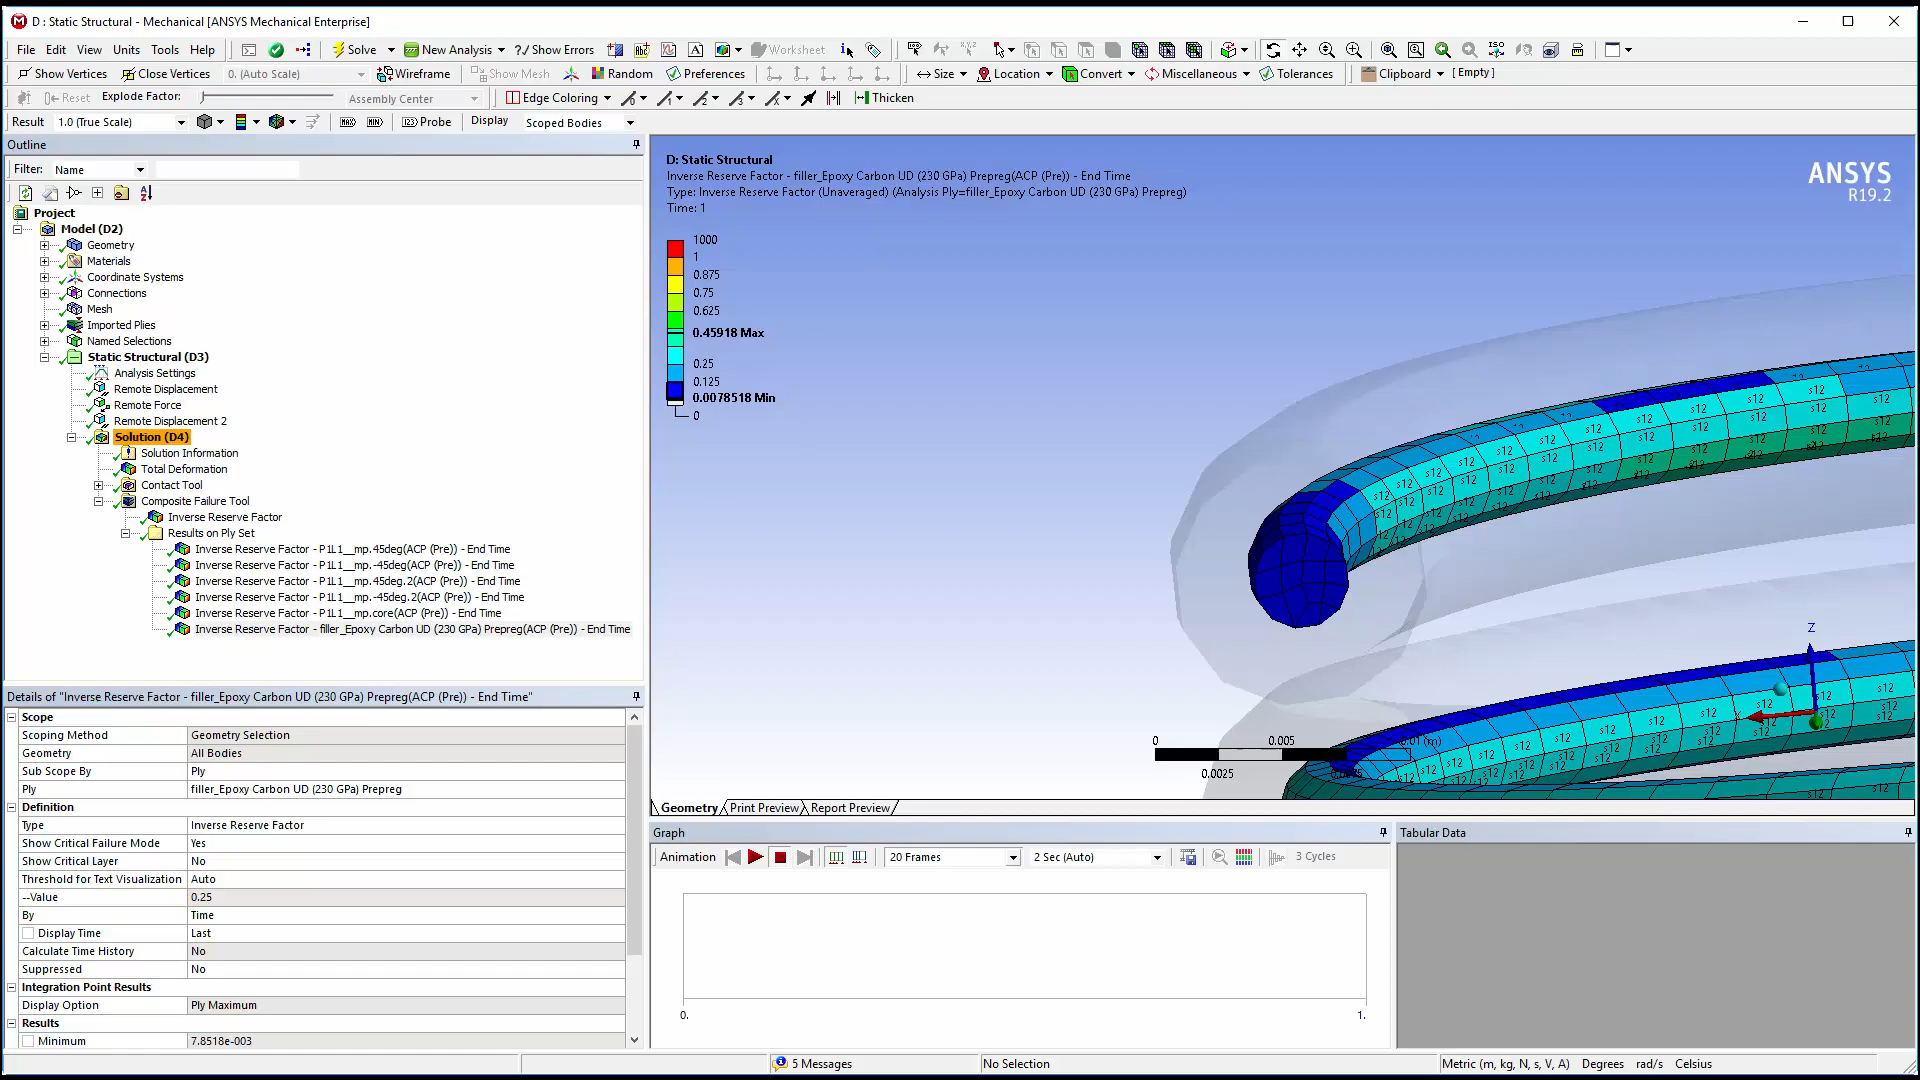 D : Static Structural - Mechanical [ANSYS Mechanical Enterprise]
File Edit View Units Tools Help Solve New Analysis ?/ Show Errors Worksheet
Show Vertices Close Vertices 0. (Auto Scale) Wireframe Show Mesh Random Preferences Size Location Convert Miscellaneous Tolerances Clipboard [ Empty ]
Reset Explode Factor: Assembly Center Edge Coloring Thicken
Result 1.0 (True Scale) MAX MIN Probe Display Scoped Bodies
Outline
Filter: Name
Project
Model (D2)
Geometry
Materials
Coordinate Systems
Connections
Mesh
Imported Plies
Named Selections
Static Structural (D3)
Analysis Settings
Remote Displacement
Remote Force
Remote Displacement 2
Solution (D4)
Solution Information
Total Deformation
Contact Tool
Composite Failure Tool
Inverse Reserve Factor
Results on Ply Set
Inverse Reserve Factor - P1L1__mp.45deg(ACP (Pre)) - End Time
Inverse Reserve Factor - P1L1__mp.-45deg(ACP (Pre)) - End Time
Inverse Reserve Factor - P1L1__mp.45deg.2(ACP (Pre)) - End Time
Inverse Reserve Factor - P1L1__mp.-45deg.2(ACP (Pre)) - End Time
Inverse Reserve Factor - P1L1__mp.core(ACP (Pre)) - End Time
Inverse Reserve Factor - filler_Epoxy Carbon UD (230 GPa) Prepreg(ACP (Pre)) - End Time
Details of "Inverse Reserve Factor - filler_Epoxy Carbon UD (230 GPa) Prepreg(ACP (Pre)) - End Time"
Scope
Scoping Method Geometry Selection
Geometry All Bodies
Sub Scope By Ply
Ply filler_Epoxy Carbon UD (230 GPa) Prepreg
Definition
Type Inverse Reserve Factor
Show Critical Failure Mode Yes
Show Critical Layer No
Threshold for Text Visualization Auto
--Value 0.25
By Time
Display Time Last
Calculate Time History No
Suppressed No
Integration Point Results
Display Option Ply Maximum
Results
Minimum 7.8518e-003
D: Static Structural
Inverse Reserve Factor - filler_Epoxy Carbon UD (230 GPa) Prepreg(ACP (Pre)) - End Time
Type: Inverse Reserve Factor (Unaveraged) (Analysis Ply=filler_Epoxy Carbon UD (230 GPa) Prepreg)
Time: 1
ANSYS
R19.2
1000
1
0.875
0.75
0.625
0.45918 Max
0.25
0.125
0.0078518 Min
0
s12
Z
0 0.005 0.01 (m)
0.0025 0.0075
Geometry Print Preview Report Preview
Graph
Animation 20 Frames 2 Sec (Auto) 3 Cycles
0. 1.
Tabular Data
5 Messages No Selection Metric (m, kg, N, s, V, A) Degrees rad/s Celsius